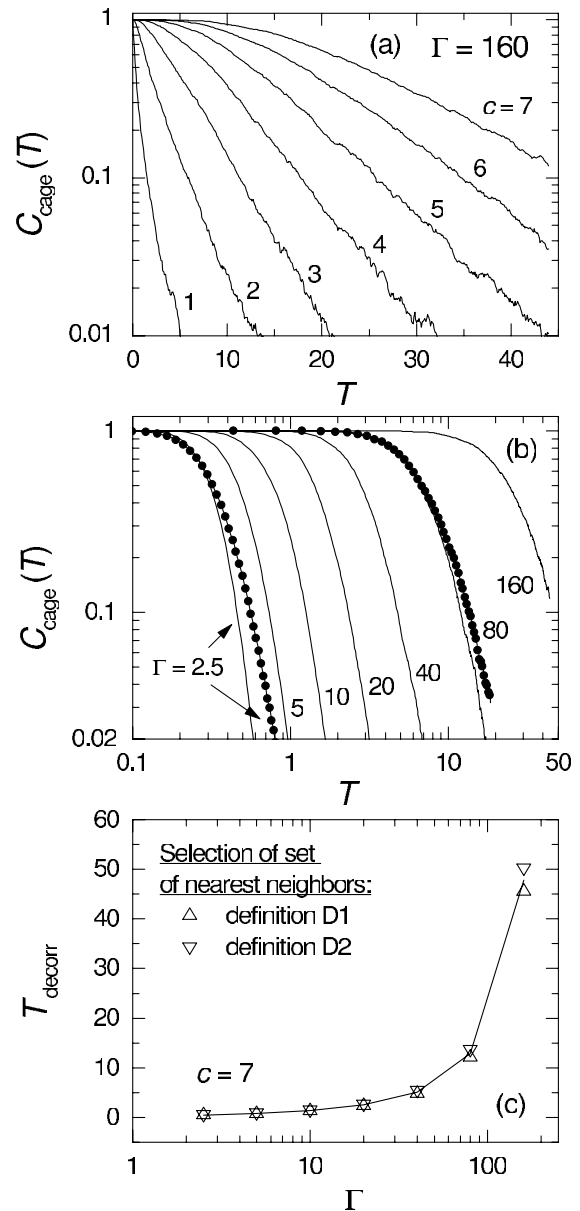 1
(a)
Γ = 160
c = 7
0.1
C_cage (T)
6
5
4
3
2
1
0.01
0 10 20 30 40
T
1
(b)
C_cage (T)
160
0.1
80
Γ = 2.5
5
10
20
40
0.02
0.1 1 10 50
T
60
50
40
30
20
10
0
T_decorr
Selection of set
of nearest neighbors:
△ definition D1
▽ definition D2
c = 7
(c)
1 10 100
Γ